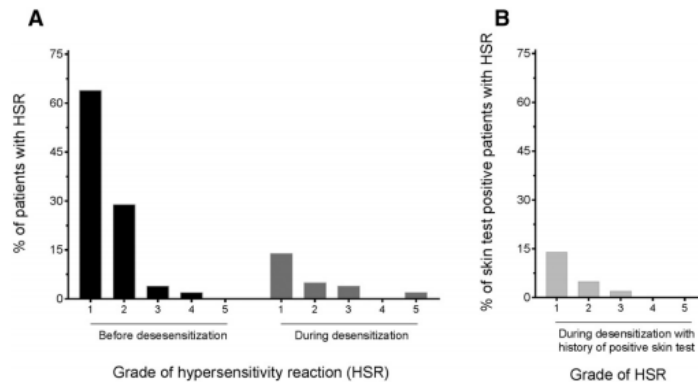 A
% of patients with HSR
75
60
45
30
15
0
1 2 3 4 5 1 2 3 4 5
Before desesensitization During desensitization
Grade of hypersensitivity reaction (HSR)
B
% of skin test positive patients with HSR
75
60
45
30
15
0
1 2 3 4 5
During desensitization with
history of positive skin test
Grade of HSR